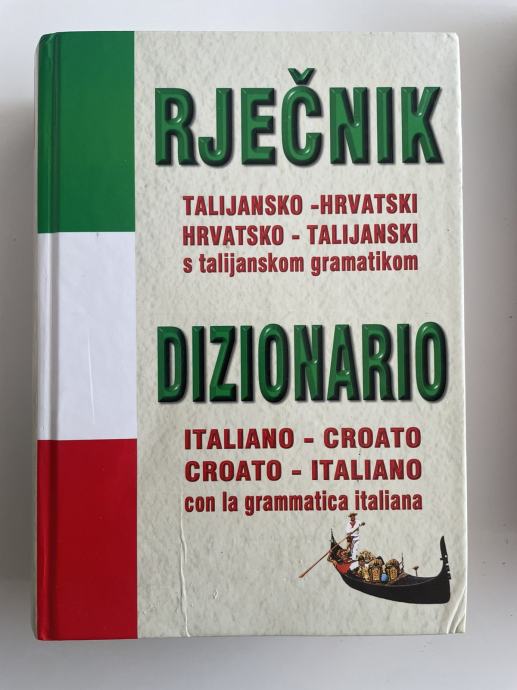 RJEČNIK
TALIJANSKO -HRVATSKI
HRVATSKO - TALIJANSKI
s talijanskom gramatikom
DIZIONARIO
ITALIANO - CROATO
CROATO - ITALIANO
con la grammatica italiana